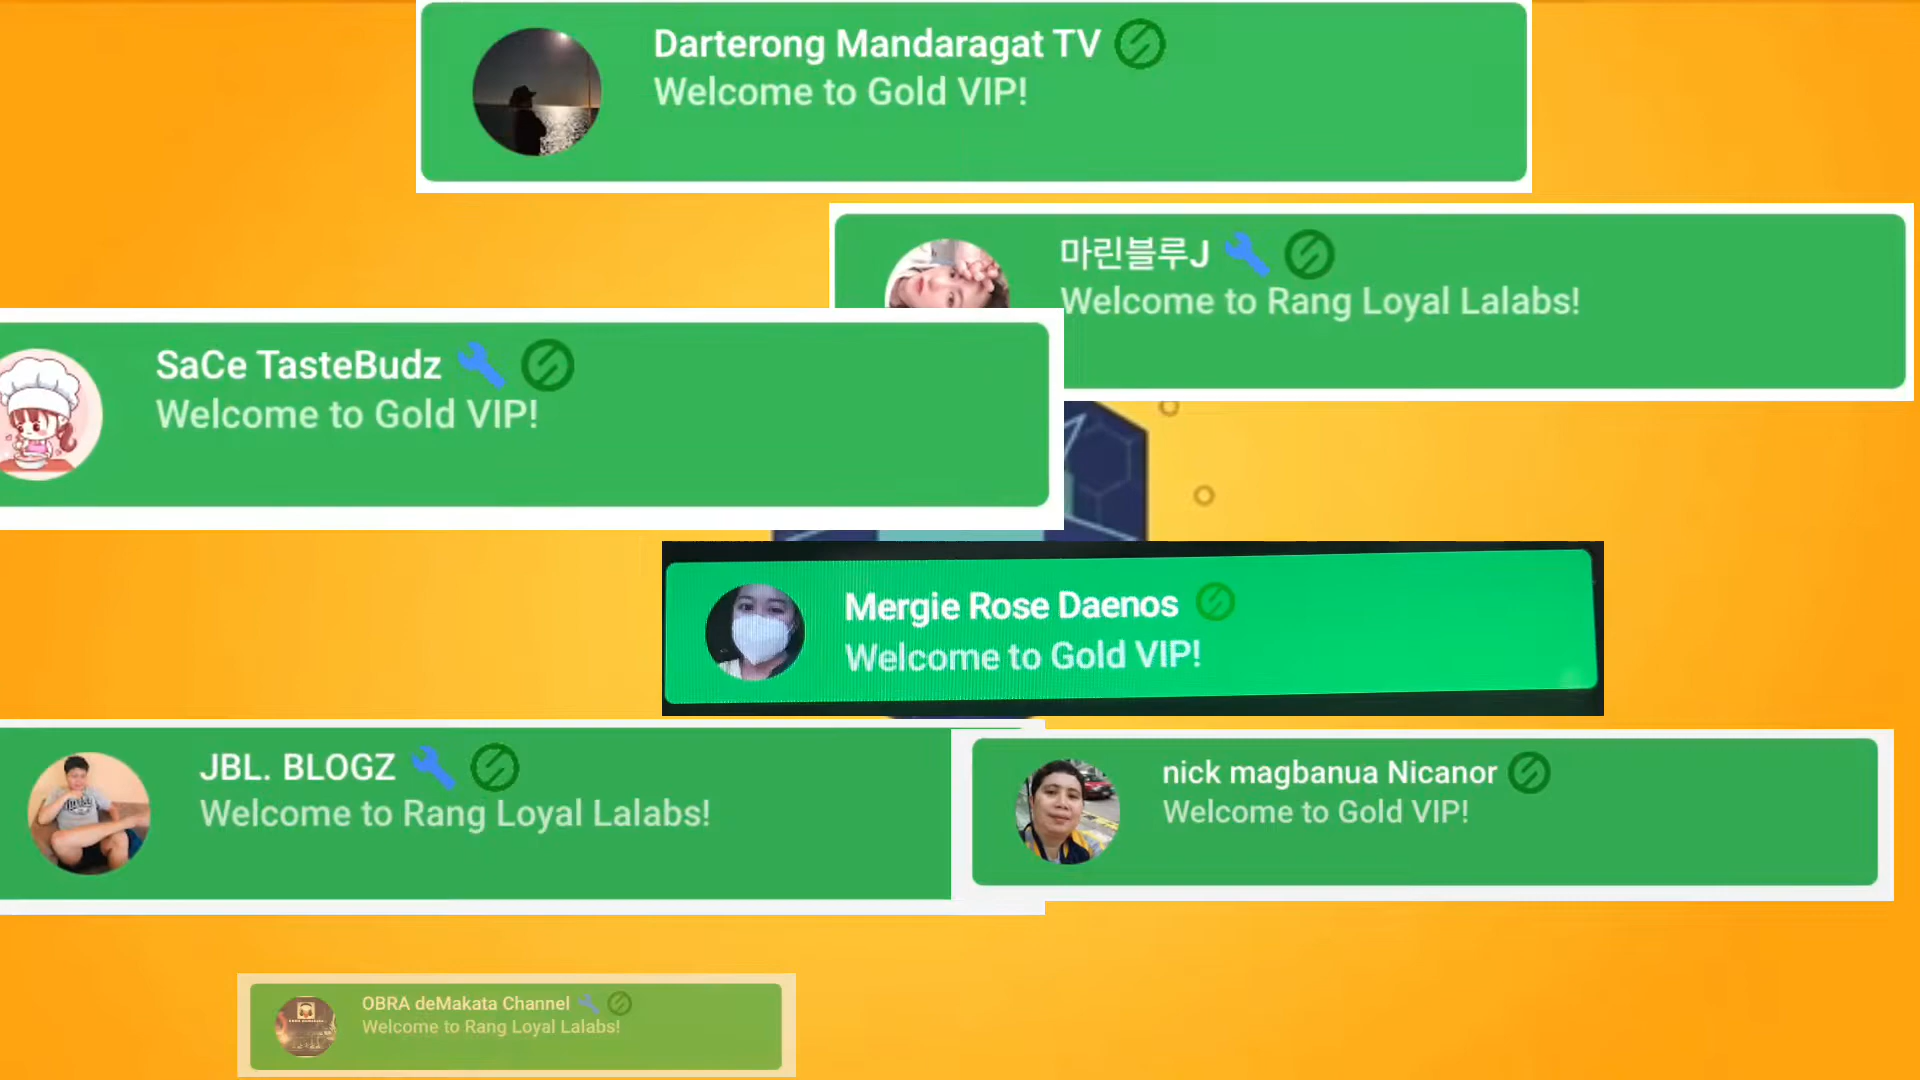 Darterong Mandaragat TV
Welcome to Gold VIP!
마린블루J
Welcome to Rang Loyal Lalabs!
SaCe TasteBudz
Welcome to Gold VIP!
Mergie Rose Daenos
Welcome to Gold VIP!
JBL. BLOGZ
Welcome to Rang Loyal Lalabs!
nick magbanua Nicanor
Welcome to Gold VIP!
OBRA deMakata Channel
Welcome to Rang Loyal Lalabs!